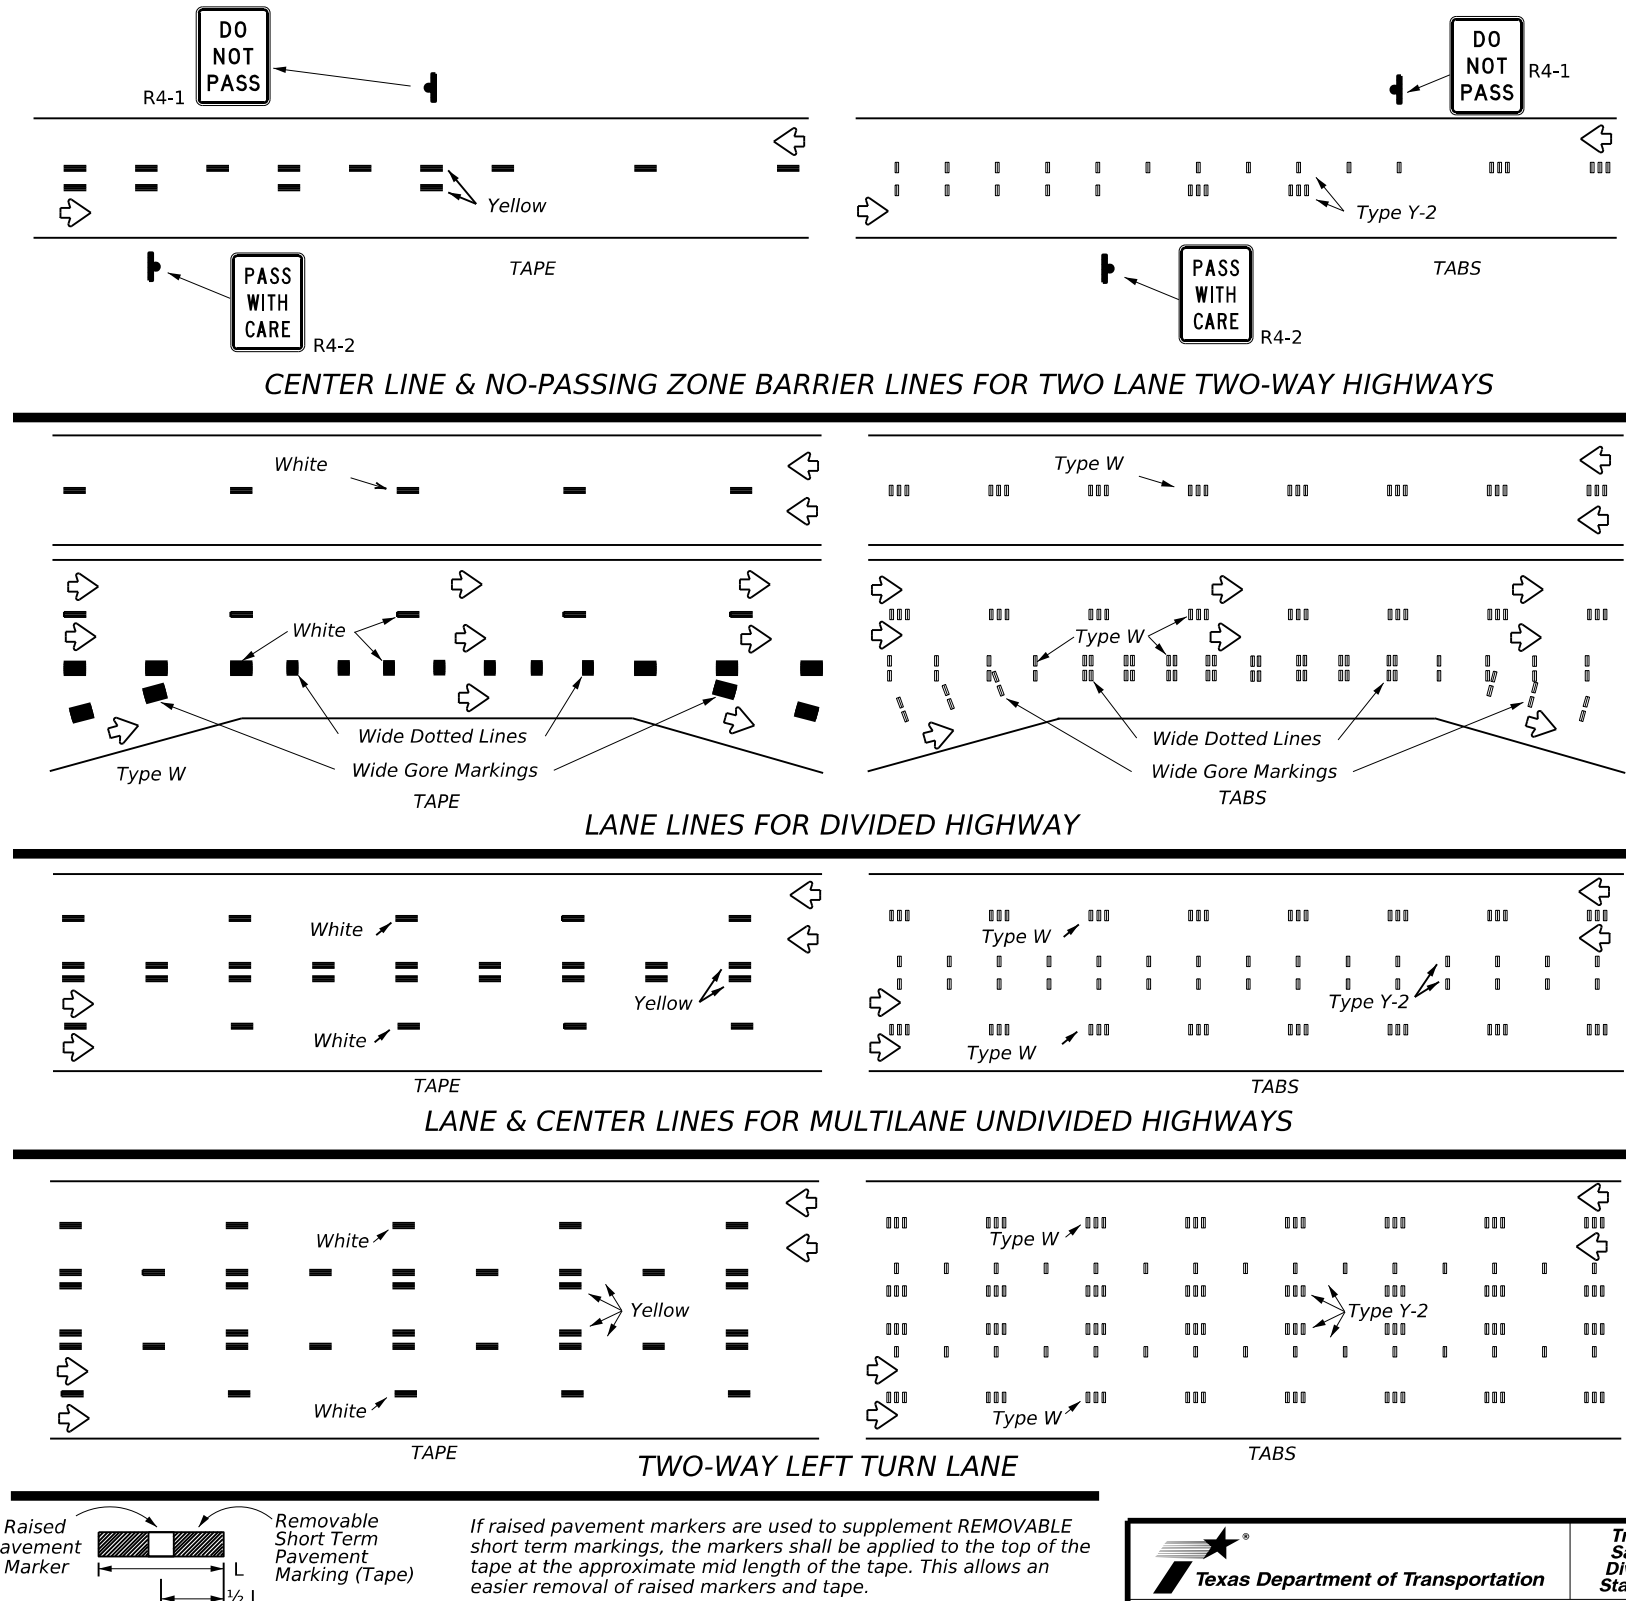 DO
NOT
PASS
R4-1
DO
NOT
PASS
R4-1
Yellow
Type Y-2
TAPE
TABS
PASS
WITH
CARE
R4-2
PASS
WITH
CARE
R4-2
CENTER LINE & NO-PASSING ZONE BARRIER LINES FOR TWO LANE TWO-WAY HIGHWAYS
White
Type W
White
Type W
Wide Dotted Lines
Wide Gore Markings
Type W
TAPE
Wide Dotted Lines
Wide Gore Markings
TABS
LANE LINES FOR DIVIDED HIGHWAY
White
Type W
Yellow
Type Y-2
White
Type W
TAPE
TABS
LANE & CENTER LINES FOR MULTILANE UNDIVIDED HIGHWAYS
White
Type W
Yellow
Type Y-2
White
Type W
TAPE
TABS
TWO-WAY LEFT TURN LANE
Raised
avement
Marker
Removable
Short Term
Pavement
Marking (Tape)
L
½ L
If raised pavement markers are used to supplement REMOVABLE
short term markings, the markers shall be applied to the top of the
tape at the approximate mid length of the tape. This allows an
easier removal of raised markers and tape.
®
Texas Department of Transportation